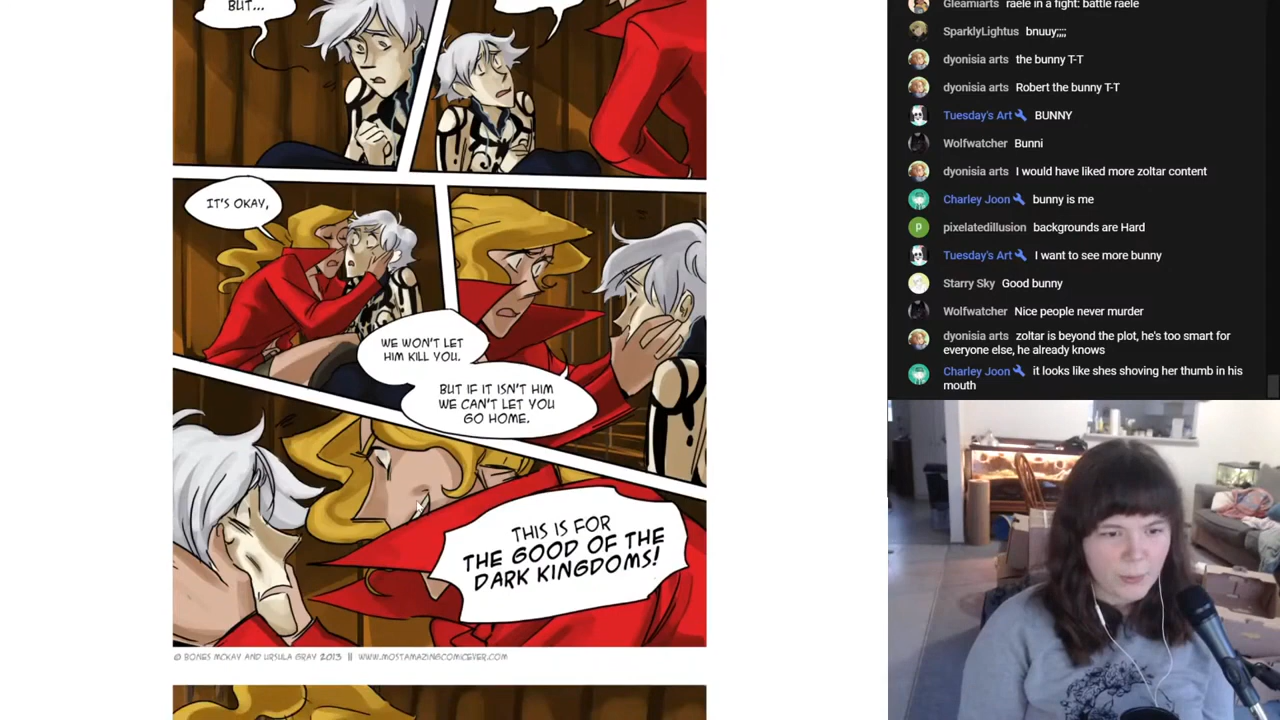 BUT...
IT'S OKAY,
WE WON'T LET
HIM KILL YOU.
BUT IF IT ISN'T HIM
WE CAN'T LET YOU
GO HOME.
THIS IS FOR
THE GOOD OF THE
DARK KINGDOMS!
© BONES MCKAY AND URSULA GRAY 2013 || WWW.MOSTAMAZINGCOMICEVER.COM
Gleamiarts raele in a fight: battle raele
SparklyLightus bnuuy;;;;
dyonisia arts the bunny T-T
dyonisia arts Robert the bunny T-T
Tuesday's Art BUNNY
Wolfwatcher Bunni
dyonisia arts I would have liked more zoltar content
Charley Joon bunny is me
p pixelatedillusion backgrounds are Hard
Tuesday's Art I want to see more bunny
Starry Sky Good bunny
Wolfwatcher Nice people never murder
dyonisia arts zoltar is beyond the plot, he's too smart for
everyone else, he already knows
Charley Joon it looks like shes shoving her thumb in his
mouth